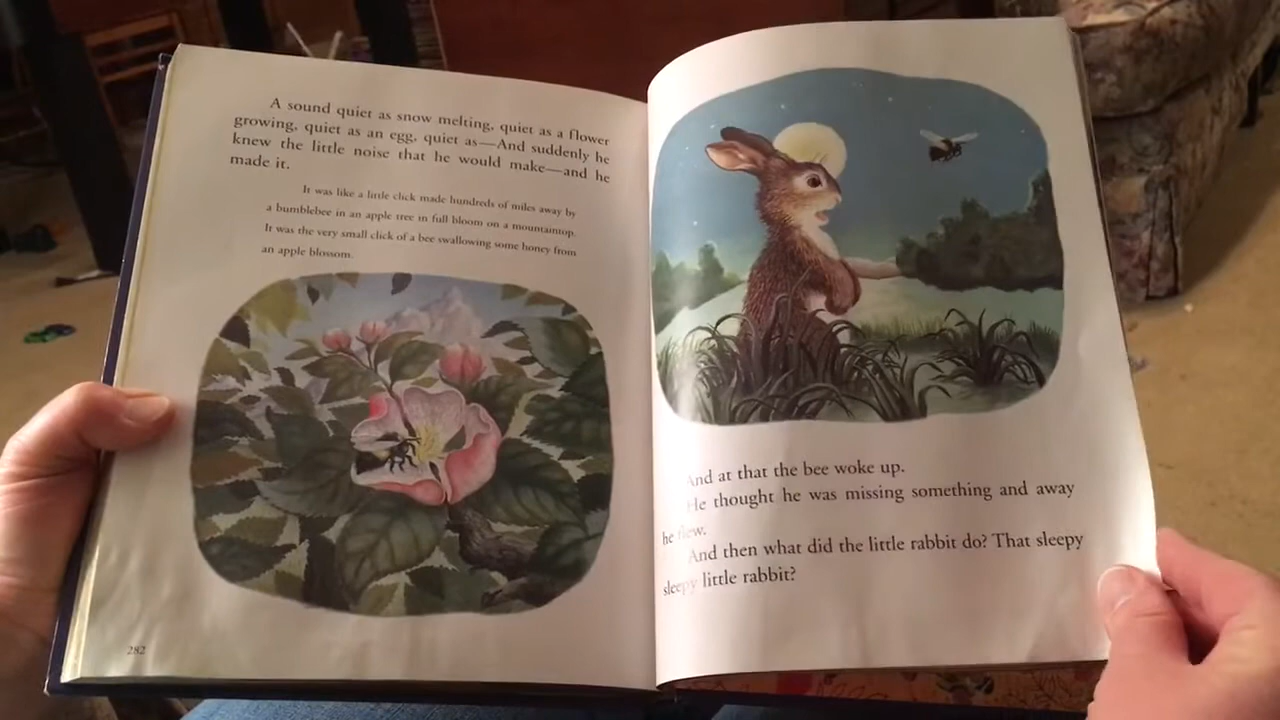 A sound quiet as snow melting, quiet as a flower
growing, quiet as an egg, quiet as—And suddenly he
knew the little noise that he would make—and he
made it.
It was like a little click made hundreds of miles away by
a bumblebee in an apple tree in full bloom on a mountaintop.
It was the very small click of a bee swallowing some honey from
an apple blossom.
282
And at that the bee woke up.
He thought he was missing something and away
he flew.
And then what did the little rabbit do? That sleepy
sleepy little rabbit?